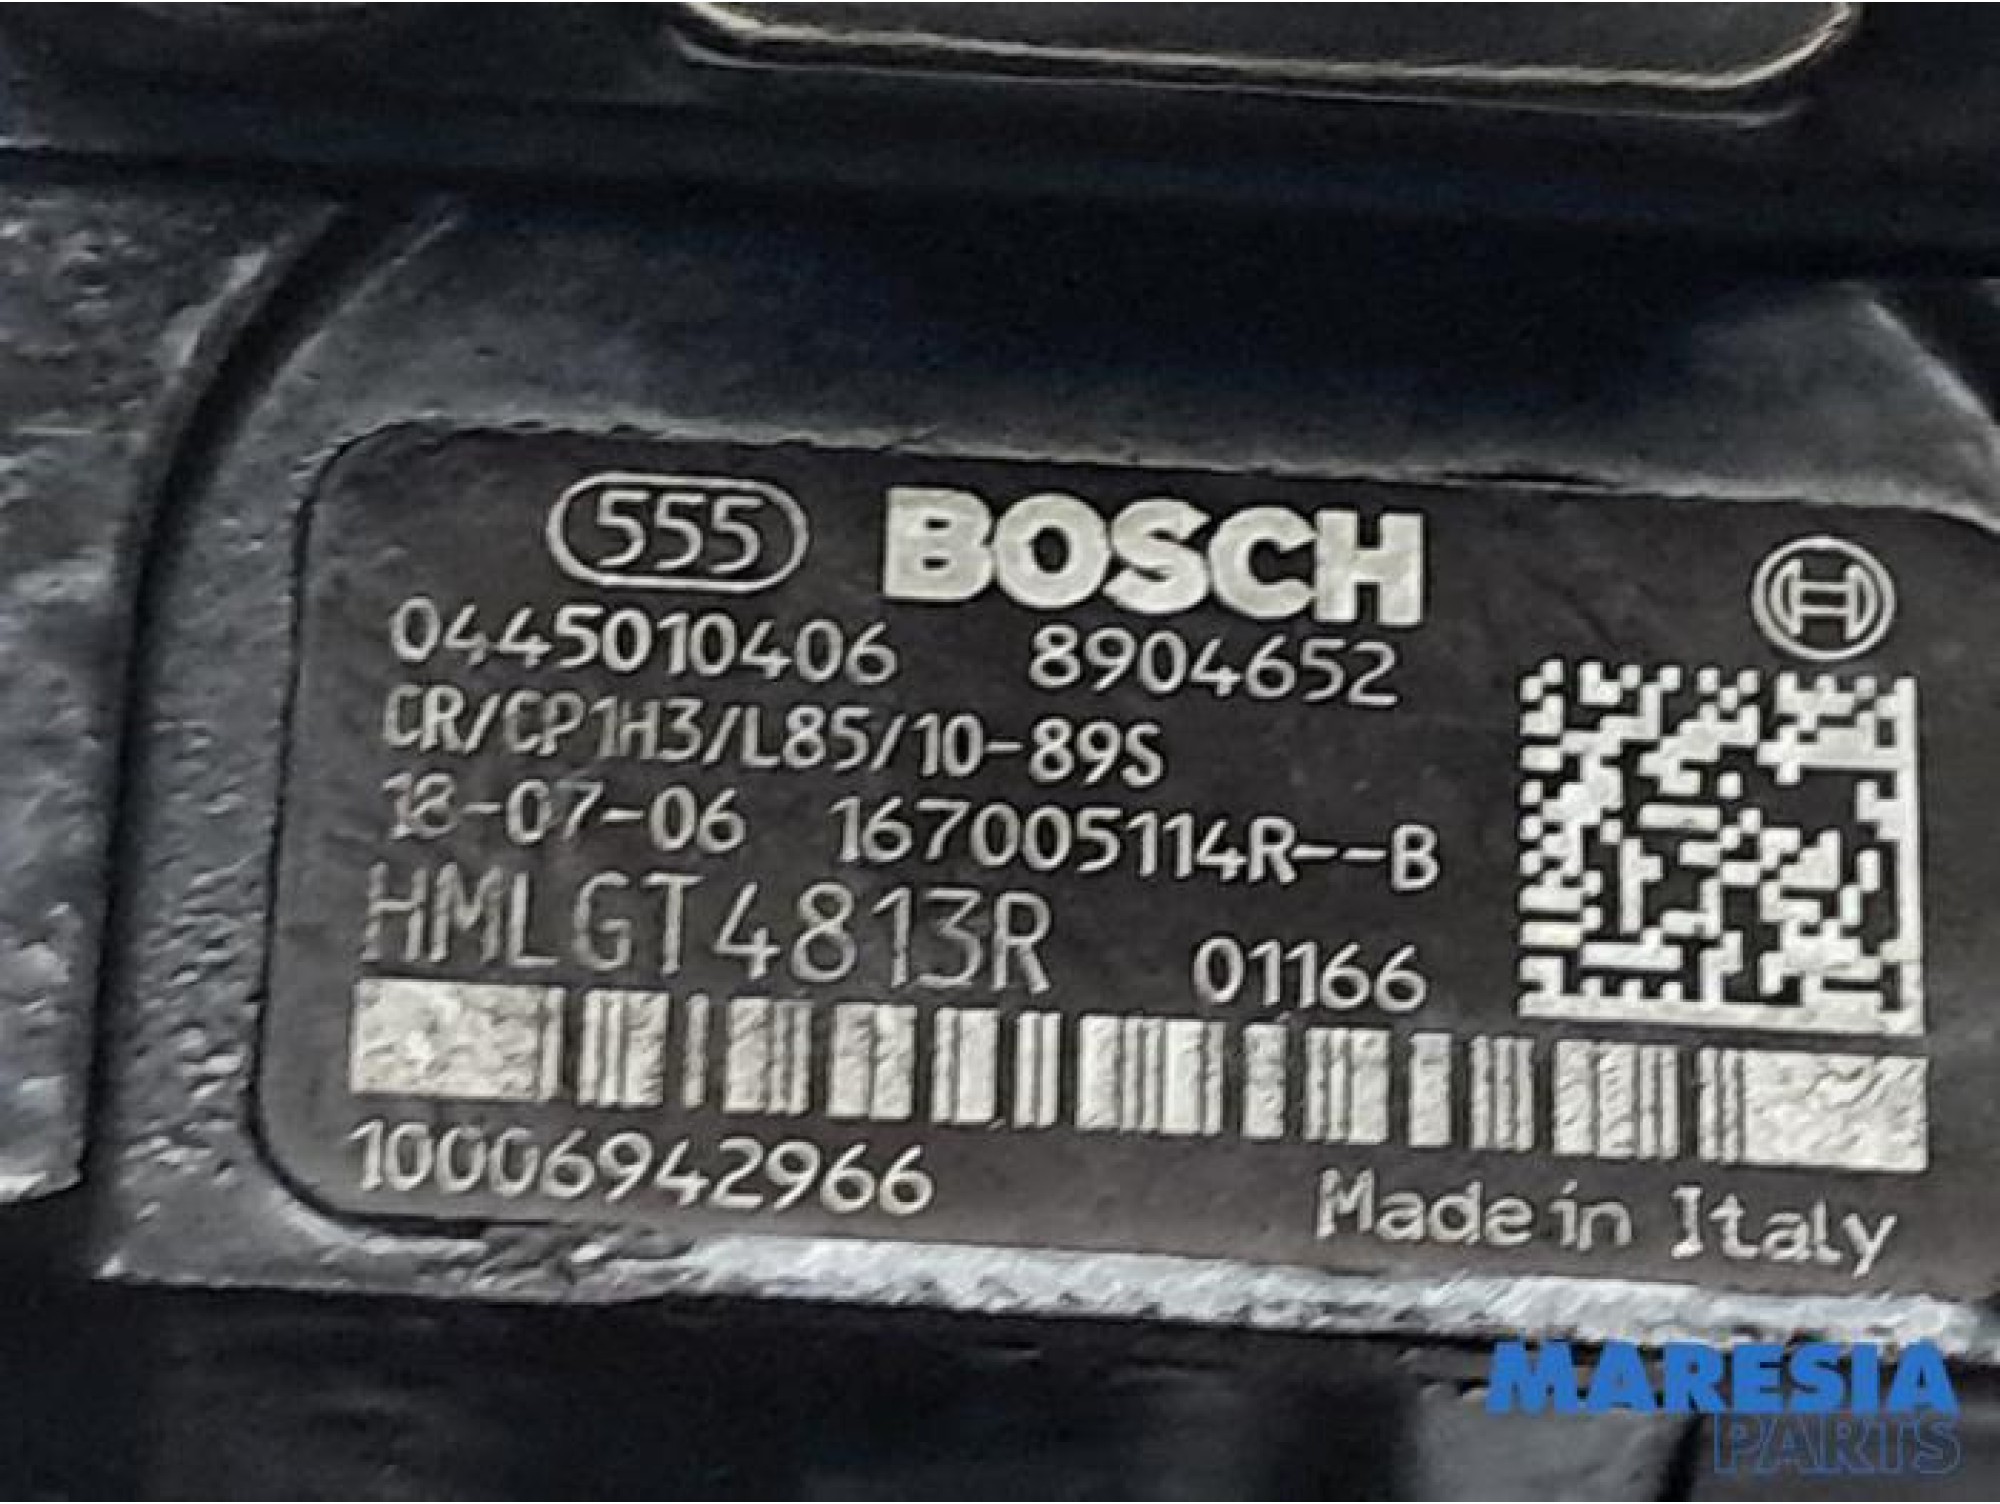 555 BOSCH
0445010406 8904652
CR/CP1H3/L85/10-89S
18-07-06 167005114R--B
HMLGT4813R 01166
10006942966
Made in Italy
MARESIA
PARTS